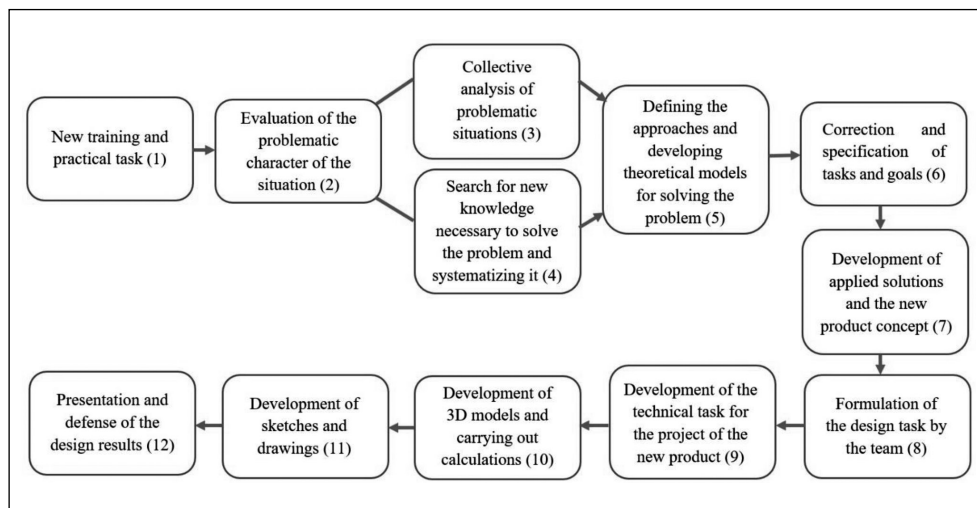 New training and
practical task (1)
Evaluation of the
problematic
character of the
situation (2)
Collective
analysis of
problematic
situations (3)
Search for new
knowledge
necessary to solve
the problem and
systematizing it (4)
Defining the
approaches and
developing
theoretical models
for solving the
problem (5)
Correction and
specification of
tasks and goals (6)
Development of
applied solutions
and the new
product concept (7)
Formulation of
the design task by
the team (8)
Development of the
technical task for
the project of the
new product (9)
Development of
3D models and
carrying out
calculations (10)
Development of
sketches and
drawings (11)
Presentation and
defense of the
design results (12)